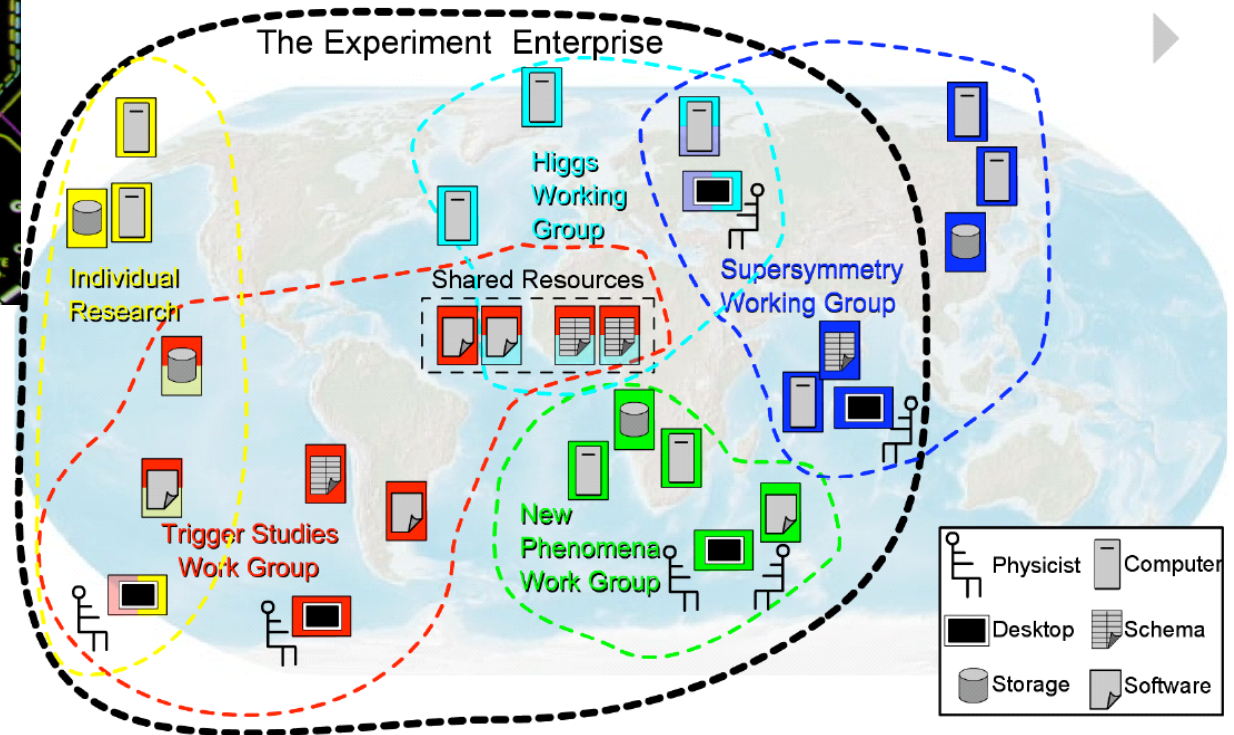 The Experiment Enterprise
Higgs
Working
Group
Individual
Research
Shared Resources
Supersymmetry
Working Group
Trigger Studies
Work Group
New
Phenomena
Work Group
Physicist
Computer
Desktop
Schema
Storage
Software